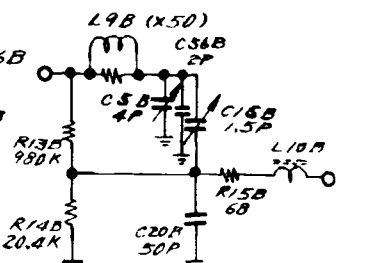 L9B (x50)
6B
C56B
2P
C5B
4P
C16B
1.5P
R13B
980K
L10B
R15B
68
R14B
20.4K
C20B
50P